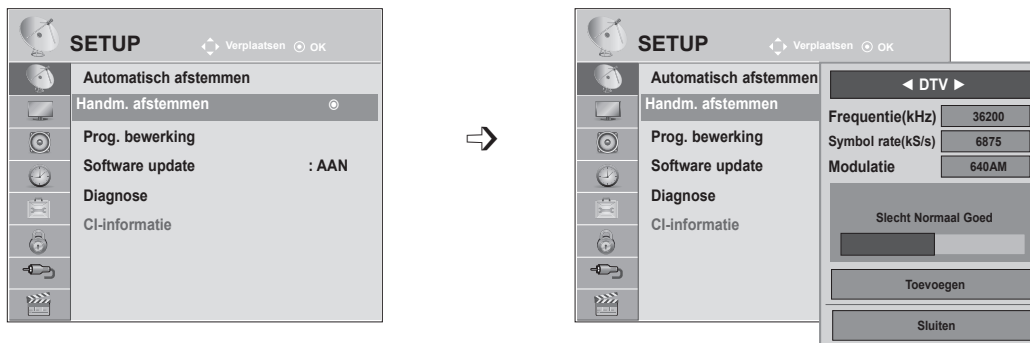 SETUP Verplaatsen OK
Automatisch afstemmen
Handm. afstemmen
Prog. bewerking
Software update : AAN
Diagnose
CI-informatie
SETUP Verplaatsen OK
Automatisch afstemmen
Handm. afstemmen
Prog. bewerking
Software update
Diagnose
CI-informatie
◄ DTV ►
Frequentie(kHz) 36200
Symbol rate(kS/s) 6875
Modulatie 640AM
Slecht Normaal Goed
Toevoegen
Sluiten